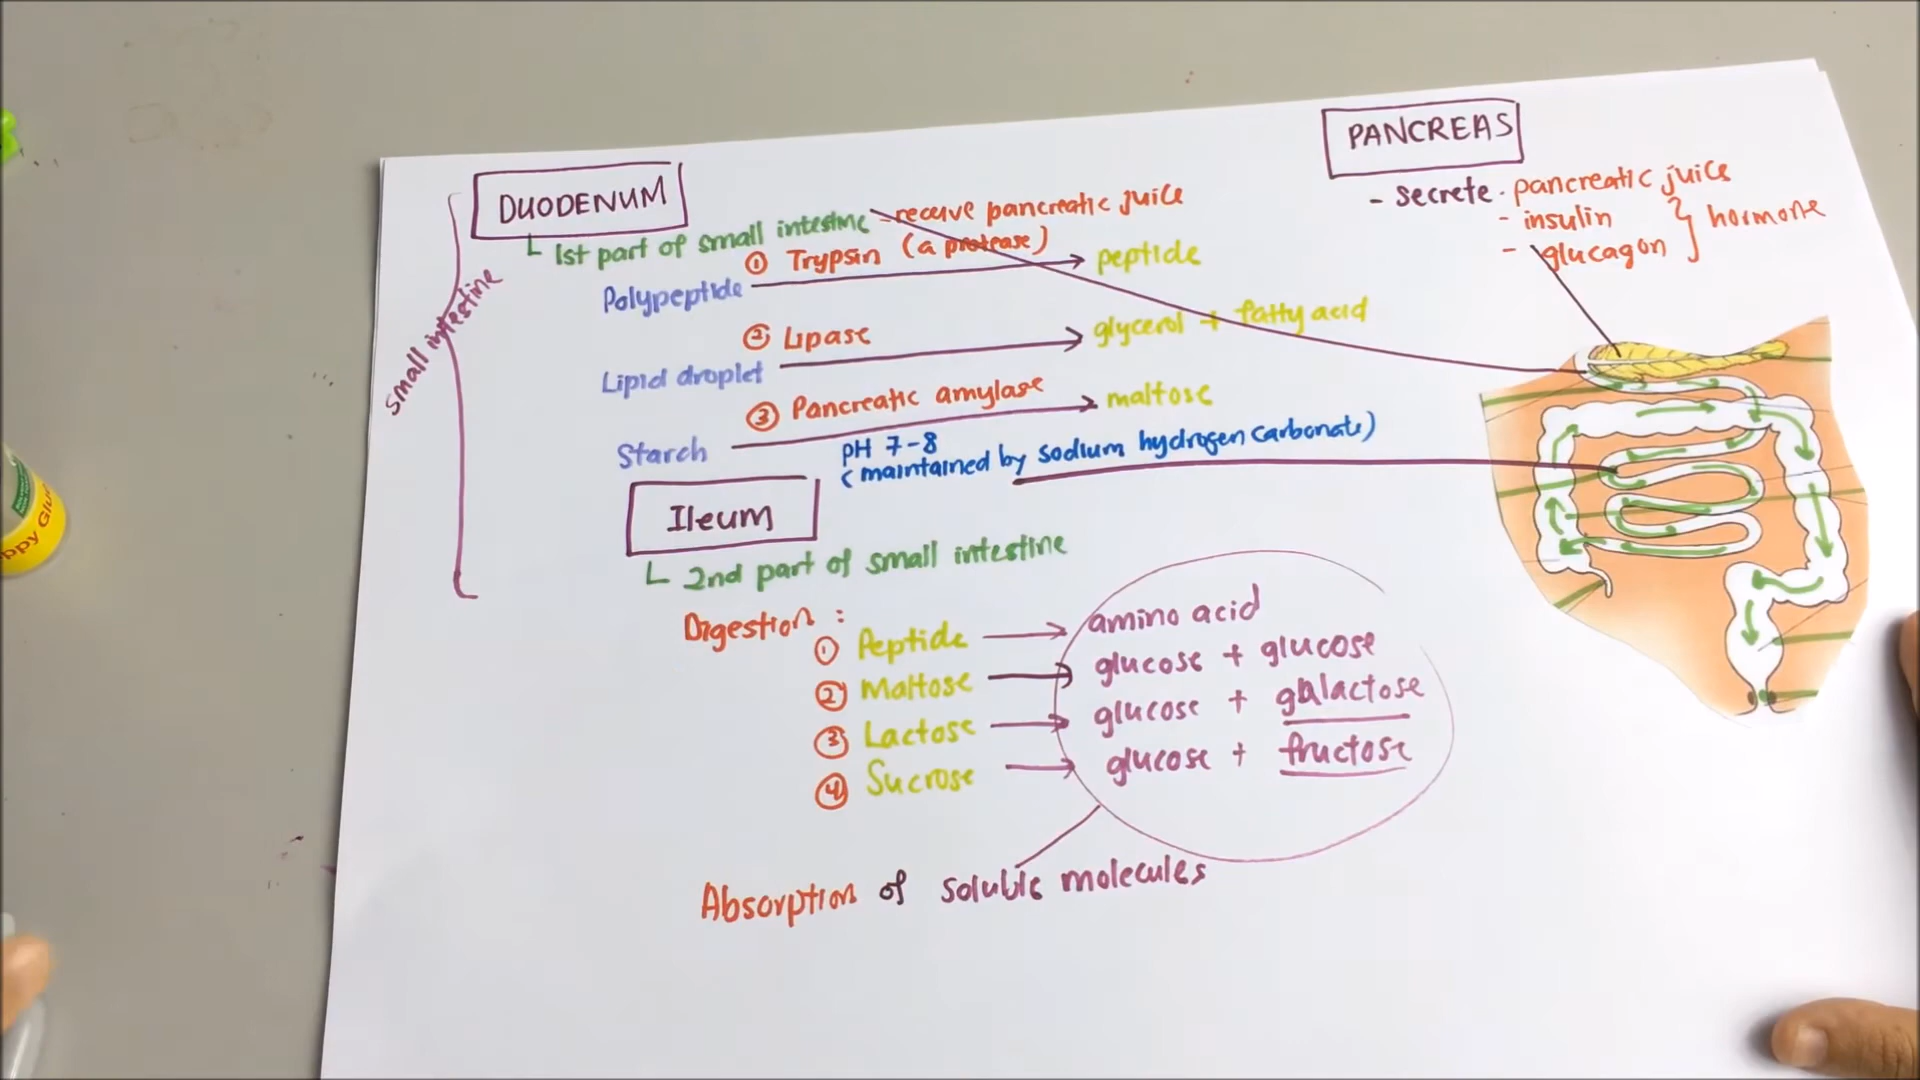 DUODENUM
1st part of small intestine - receive pancreatic juice
① Trypsin (a protease)
Polypeptide → peptide
② Lipase
Lipid droplet → glycerol + fatty acid
③ Pancreatic amylase
Starch → maltose
pH 7-8
(maintained by sodium hydrogen carbonate)
Small intestine
Ileum
2nd part of small intestine
Digestion :
① Peptide → amino acid
② Maltose → glucose + glucose
③ Lactose → glucose + galactose
④ Sucrose → glucose + fructose
Absorption of soluble molecules
PANCREAS
- secrete - pancreatic juice
- insulin
- glucagon } hormone
ppy Glue